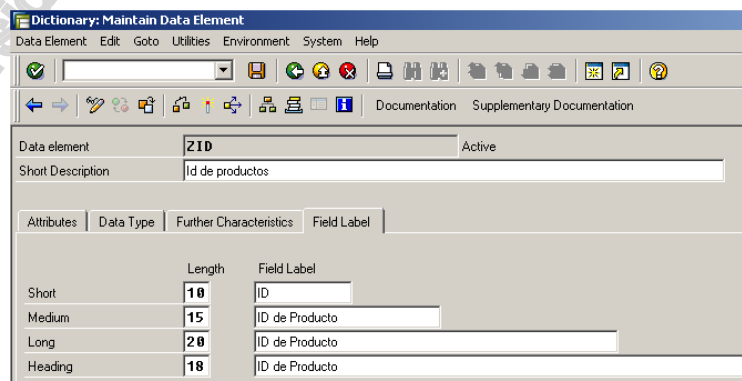 Dictionary: Maintain Data Element
Data Element Edit Goto Utilities Environment System Help
Documentation Supplementary Documentation
Data element ZID Active
Short Description Id de productos
Attributes Data Type Further Characteristics Field Label
Length Field Label
Short 10 ID
Medium 15 ID de Producto
Long 20 ID de Producto
Heading 18 ID de Producto